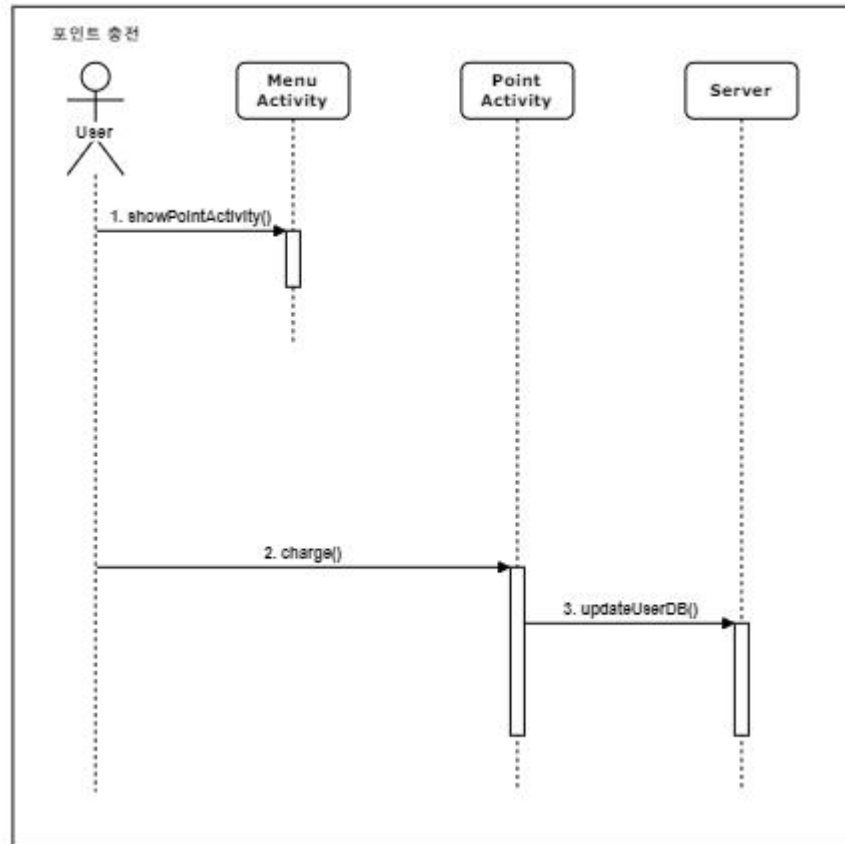 포인트 충전
User
Menu
Activity
Point
Activity
Server
1. showPointActivity()
2. charge()
3. updateUserDB()